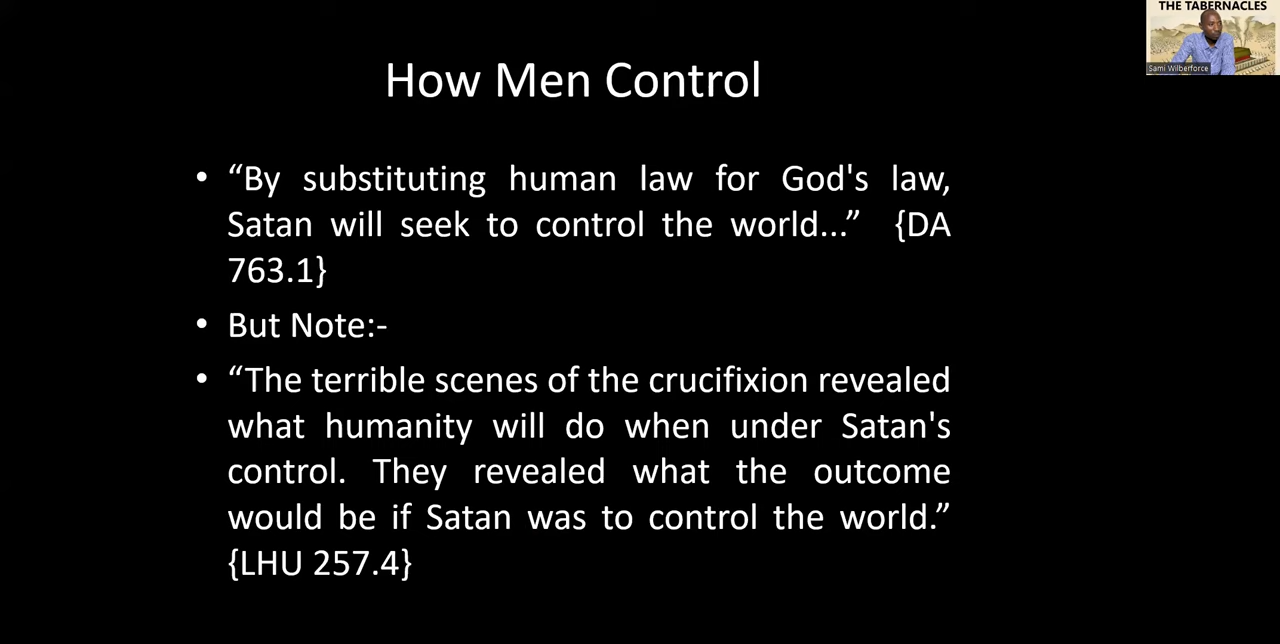 THE TABERNACLES
Sami Wilberforce
How Men Control
• “By substituting human law for God's law,
Satan will seek to control the world...” {DA
763.1}
• But Note:-
• “The terrible scenes of the crucifixion revealed
what humanity will do when under Satan's
control. They revealed what the outcome
would be if Satan was to control the world.”
{LHU 257.4}